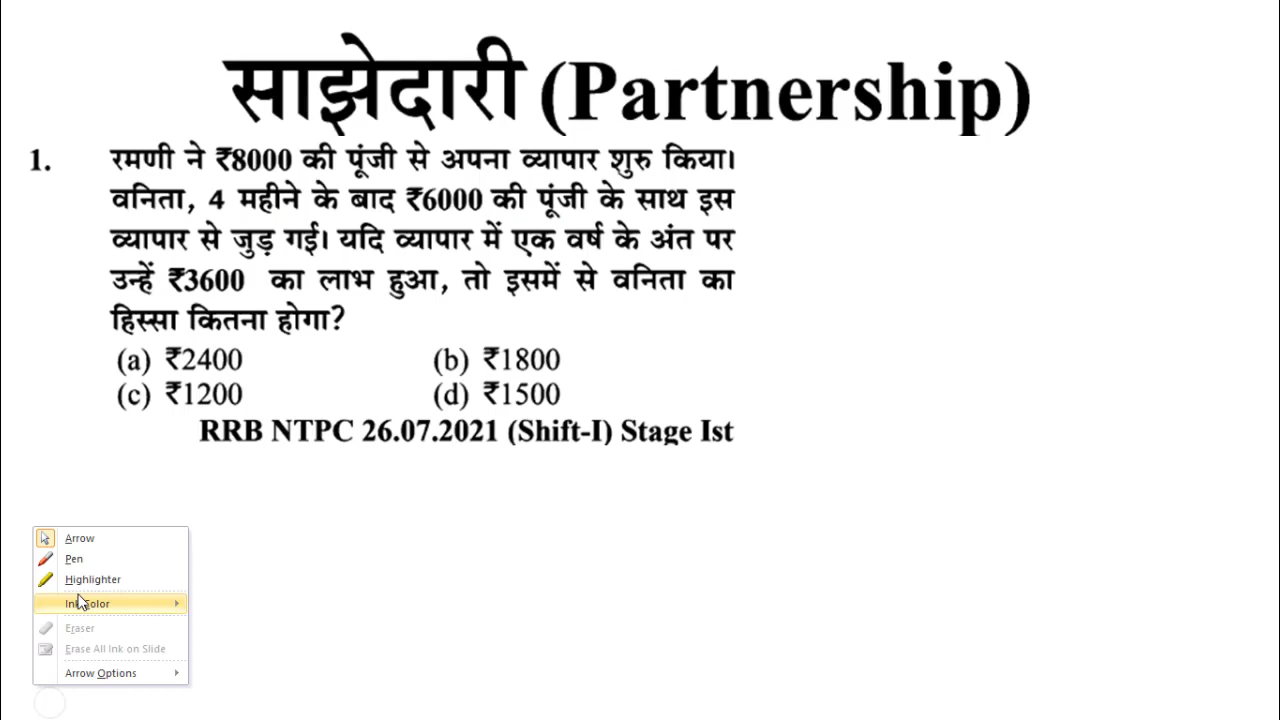 साझेदारी (Partnership)
1. रमणी ने ₹8000 की पूंजी से अपना व्यापार शुरु किया।
वनिता, 4 महीने के बाद ₹6000 की पूंजी के साथ इस
व्यापार से जुड़ गई। यदि व्यापार में एक वर्ष के अंत पर
उन्हें ₹3600 का लाभ हुआ, तो इसमें से वनिता का
हिस्सा कितना होगा?
(a) ₹2400 (b) ₹1800
(c) ₹1200 (d) ₹1500
RRB NTPC 26.07.2021 (Shift-I) Stage Ist
Arrow
Pen
Highlighter
Ink Color
Eraser
Erase All Ink on Slide
Arrow Options